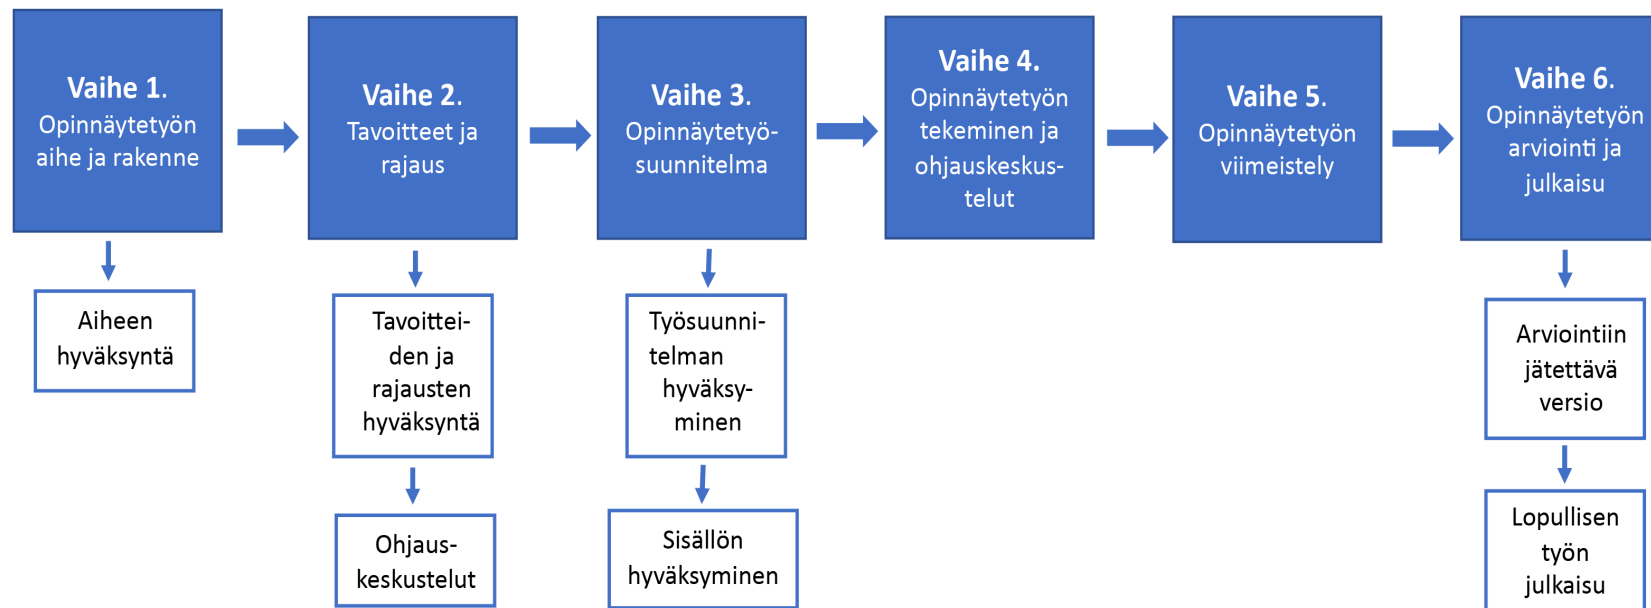 Vaihe 1.
Opinnäytetyön
aihe ja rakenne
Vaihe 2.
Tavoitteet ja
rajaus
Vaihe 3.
Opinnäytetyö-
suunnitelma
Vaihe 4.
Opinnäytetyön
tekeminen ja
ohjauskeskus-
telut
Vaihe 5.
Opinnäytetyön
viimeistely
Vaihe 6.
Opinnäytetyön
arviointi ja
julkaisu
Aiheen
hyväksyntä
Tavoittei-
den ja
rajausten
hyväksyntä
Työsuunni-
telman
hyväksy-
minen
Arviointiin
jätettävä
versio
Ohjaus-
keskustelut
Sisällön
hyväksyminen
Lopullisen
työn
julkaisu